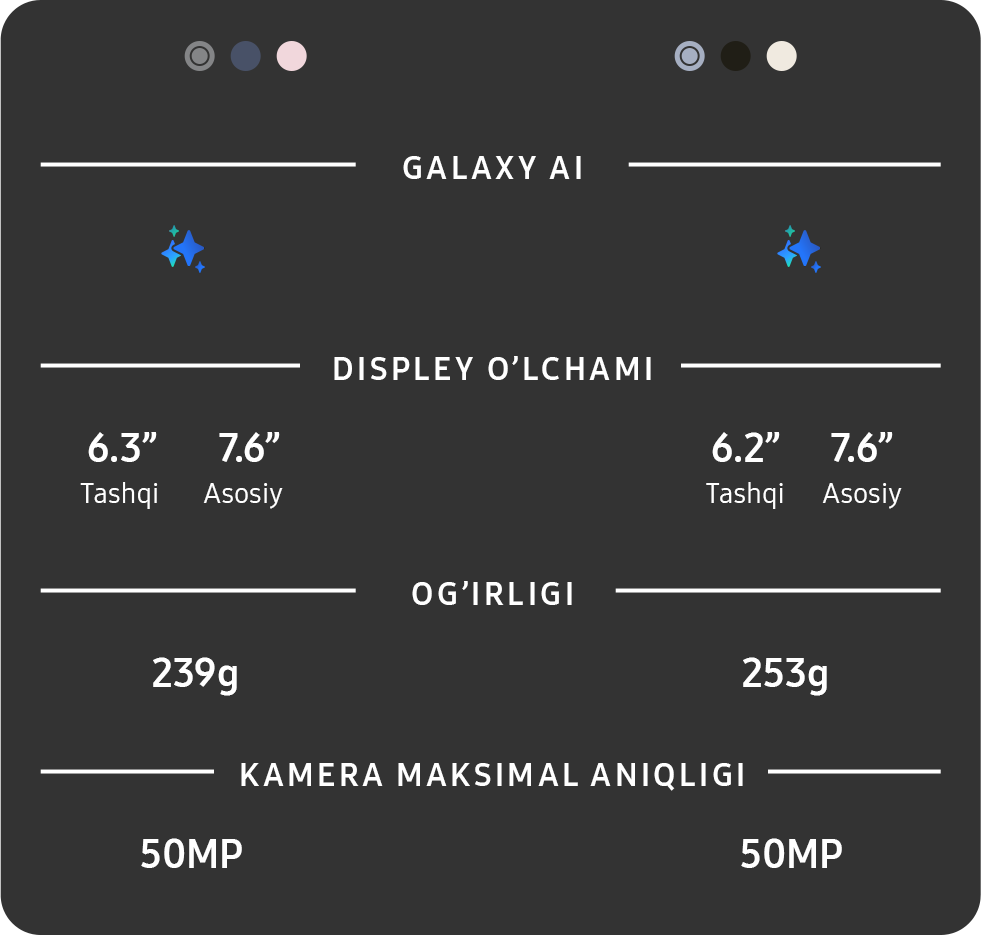 GALAXY AI
DISPLEY O’LCHAMI
6.3” 7.6” 6.2” 7.6”
Tashqi Asosiy Tashqi Asosiy
OG’IRLIGI
239g 253g
KAMERA MAKSIMAL ANIQLIGI
50MP 50MP